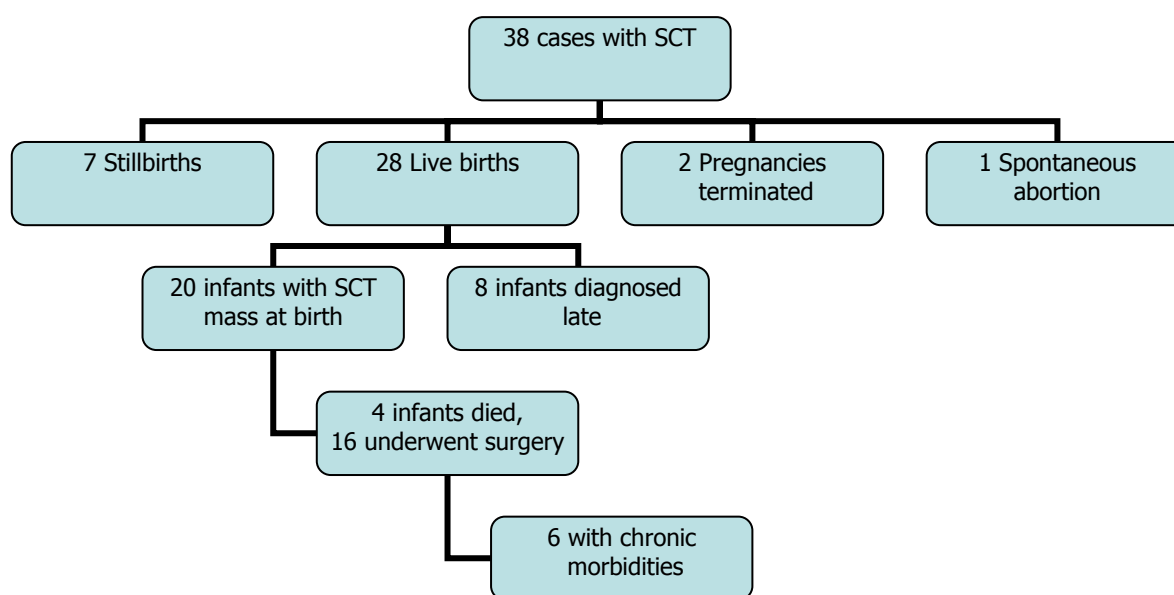 38 cases with SCT
7 Stillbirths
28 Live births
2 Pregnancies
terminated
1 Spontaneous
abortion
20 infants with SCT
mass at birth
8 infants diagnosed
late
4 infants died,
16 underwent surgery
6 with chronic
morbidities